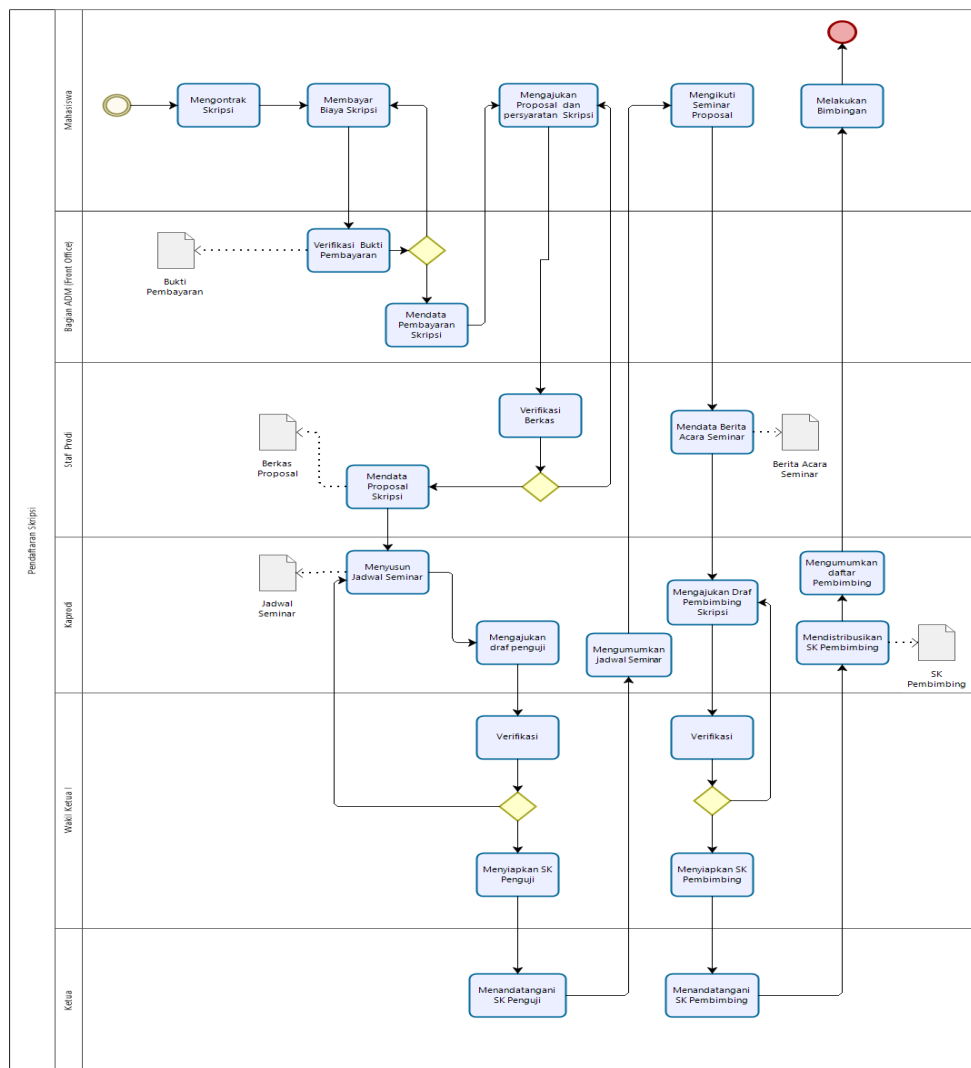 Pendaftaran Skripsi
Mahasiswa
Mengontrak
Skripsi
Membayar
Biaya Skripsi
Mengajukan
Proposal dan
persyaratan Skripsi
Mengikuti
Seminar
Proposal
Melakukan
Bimbingan
Bagian ADM (Front Office)
Bukti
Pembayaran
Verifikasi Bukti
Pembayaran
Mendata
Pembayaran
Skripsi
Staf Prodi
Verifikasi
Berkas
Berkas
Proposal
Mendata
Proposal
Skripsi
Mendata Berita
Acara Seminar
Berita Acara
Seminar
Kaprodi
Jadwal
Seminar
Menyusun
Jadwal Seminar
Mengajukan
draf penguji
Mengumumkan
jadwal Seminar
Mengajukan Draf
Pembimbing
Skripsi
Mengumumkan
daftar
Pembimbing
Mendistribusikan
SK Pembimbing
SK
Pembimbing
Wakil Ketua I
Verifikasi
Verifikasi
Menyiapkan SK
Penguji
Menyiapkan SK
Pembimbing
Ketua
Menandatangani
SK Penguji
Menandatangani
SK Pembimbing